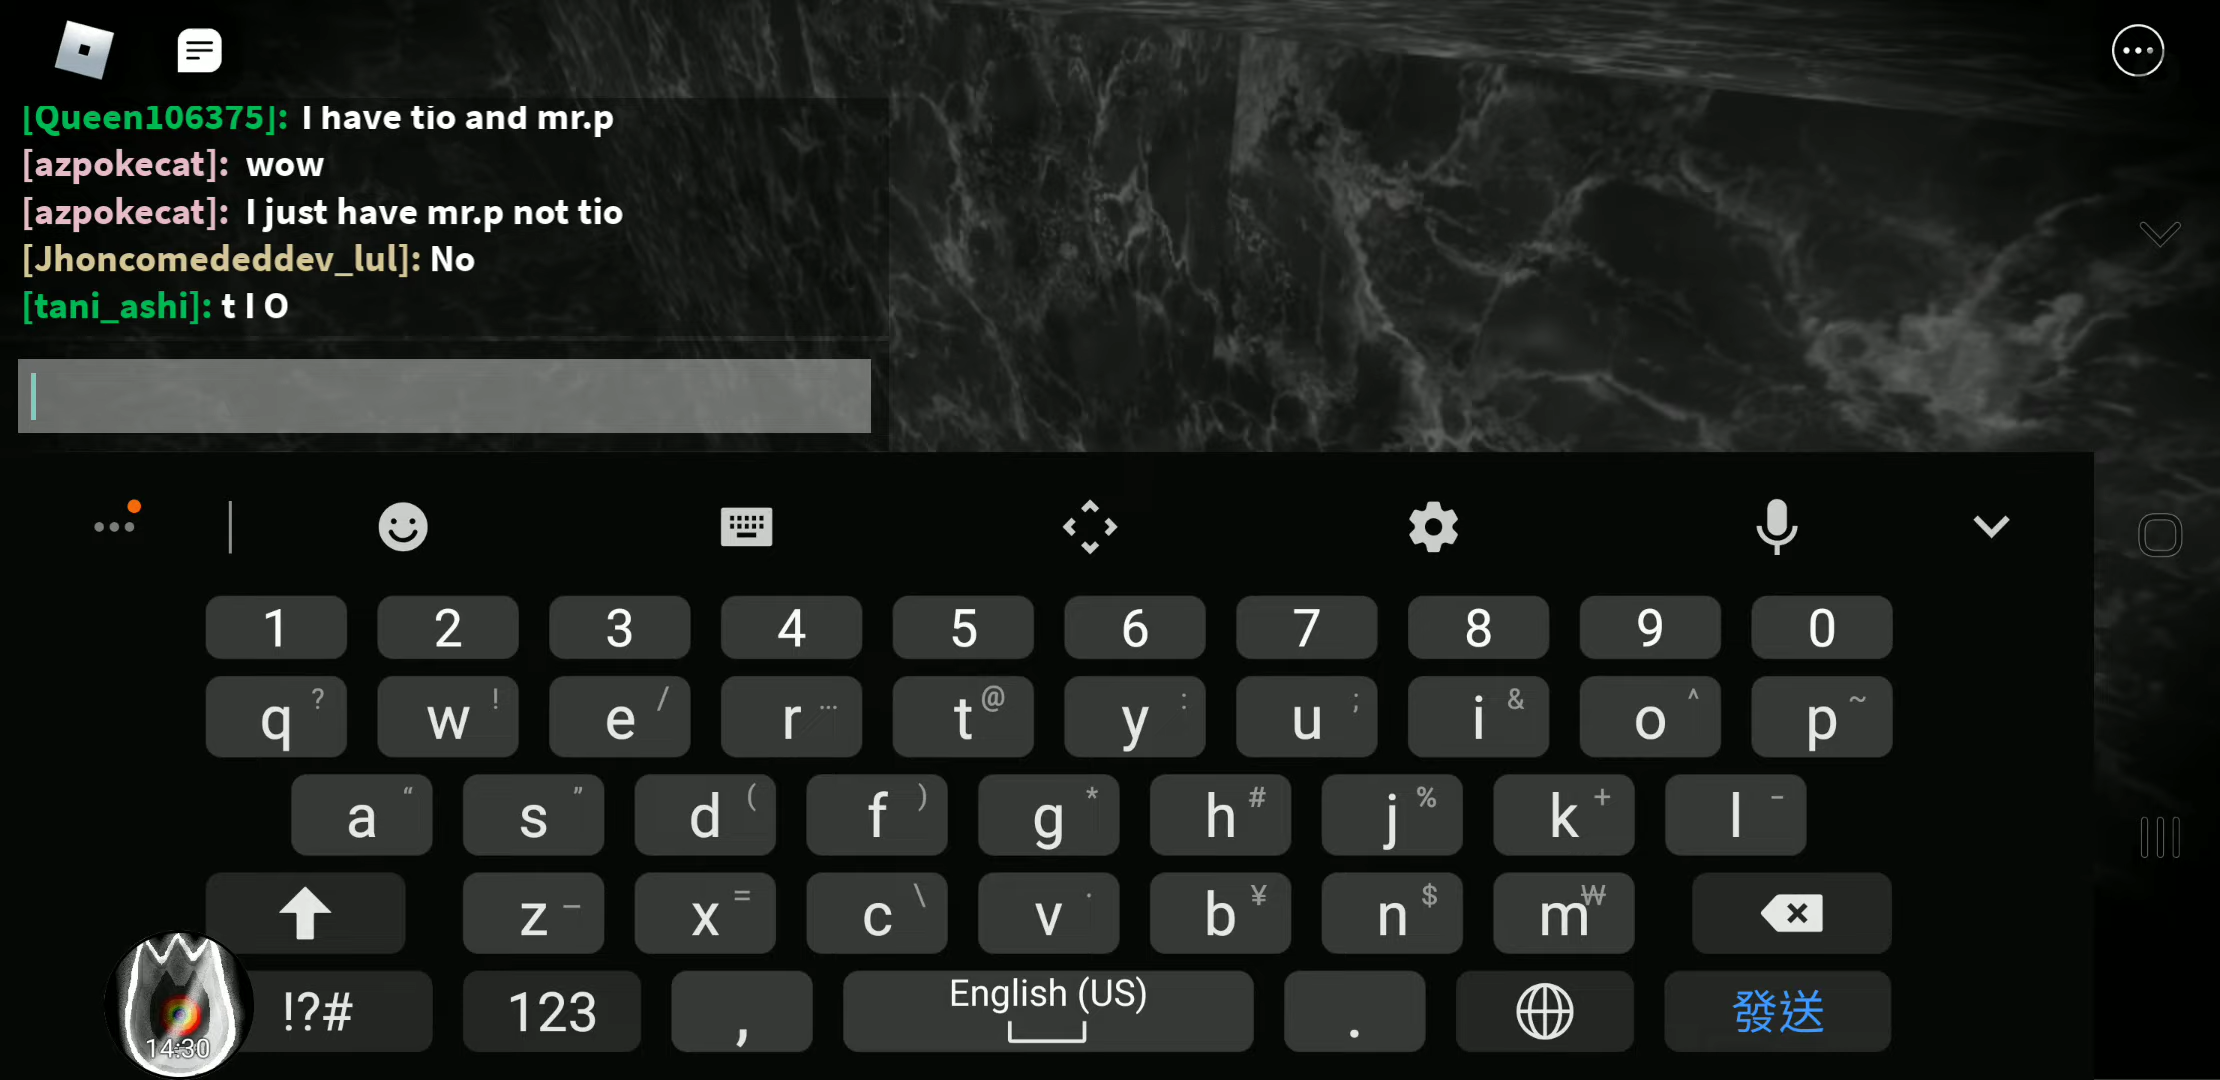 [Queen106375]: I have tio and mr.p
[azpokecat]: wow
[azpokecat]: I just have mr.p not tio
[Jhoncomededdev_lul]: No
[tani_ashi]: t I O
1 2 3 4 5 6 7 8 9 0
q ? w ! e / r ... t @ y : u ; i & o ^ p ~
a “ s ” d ( f ) g * h # j % k + l -
z _ x = c \ v · b ¥ n $ m ₩
!?# 123 , English (US) . 發送
14:30